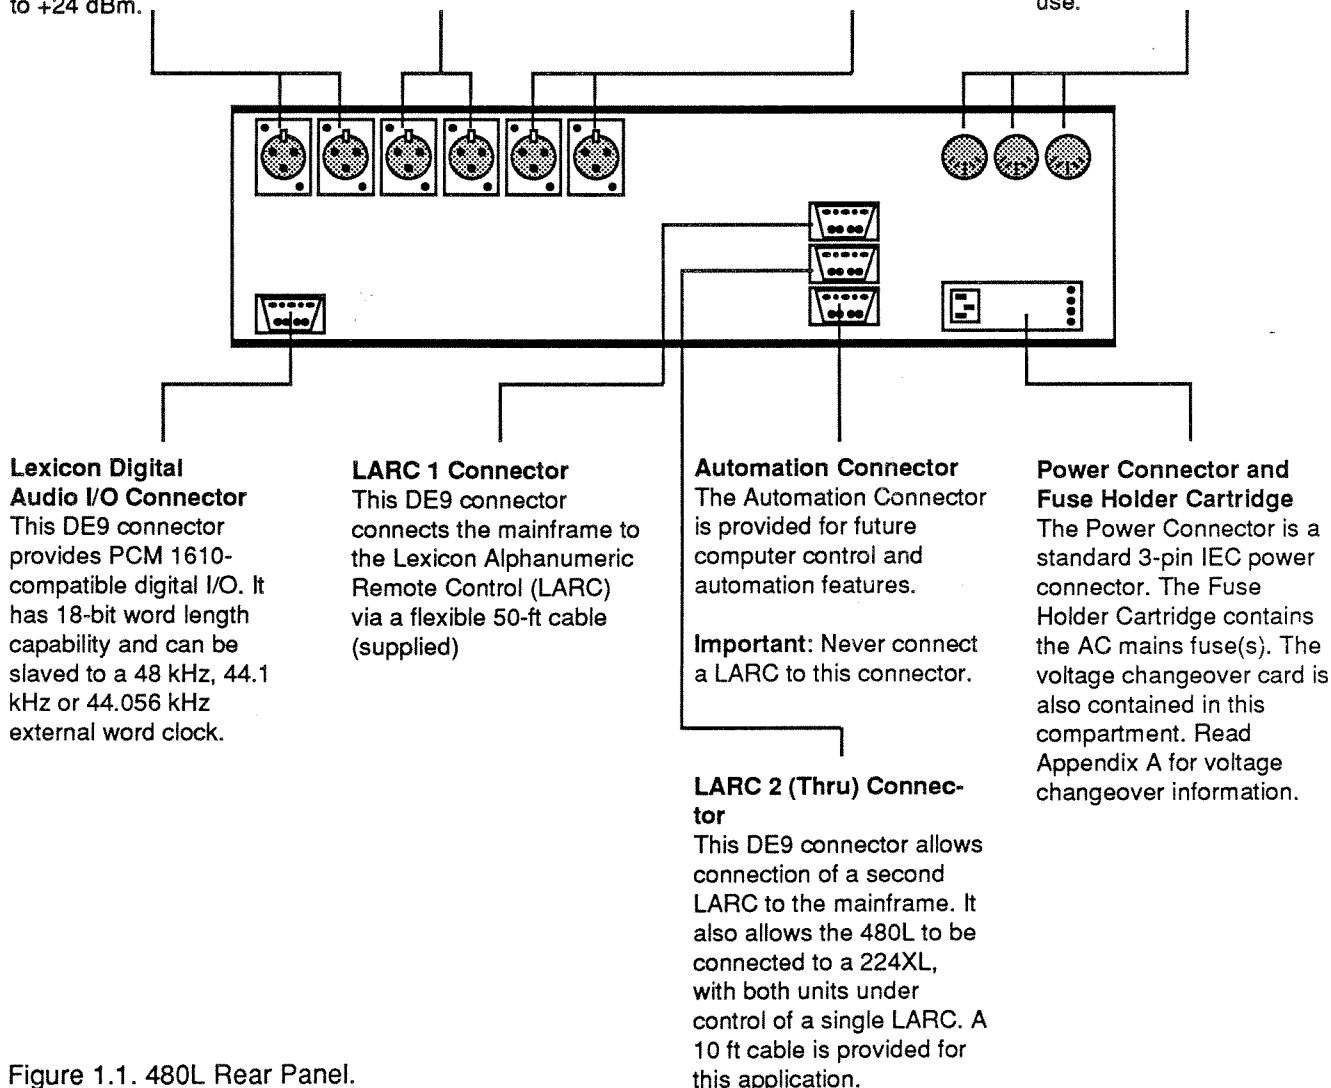 to +24 dBm.
use.
Lexicon Digital
Audio I/O Connector
This DE9 connector
provides PCM 1610-
compatible digital I/O. It
has 18-bit word length
capability and can be
slaved to a 48 kHz, 44.1
kHz or 44.056 kHz
external word clock.
LARC 1 Connector
This DE9 connector
connects the mainframe to
the Lexicon Alphanumeric
Remote Control (LARC)
via a flexible 50-ft cable
(supplied)
Automation Connector
The Automation Connector
is provided for future
computer control and
automation features.
Important: Never connect
a LARC to this connector.
LARC 2 (Thru) Connec-
tor
This DE9 connector allows
connection of a second
LARC to the mainframe. It
also allows the 480L to be
connected to a 224XL,
with both units under
control of a single LARC. A
10 ft cable is provided for
this application.
Power Connector and
Fuse Holder Cartridge
The Power Connector is a
standard 3-pin IEC power
connector. The Fuse
Holder Cartridge contains
the AC mains fuse(s). The
voltage changeover card is
also contained in this
compartment. Read
Appendix A for voltage
changeover information.
Figure 1.1. 480L Rear Panel.